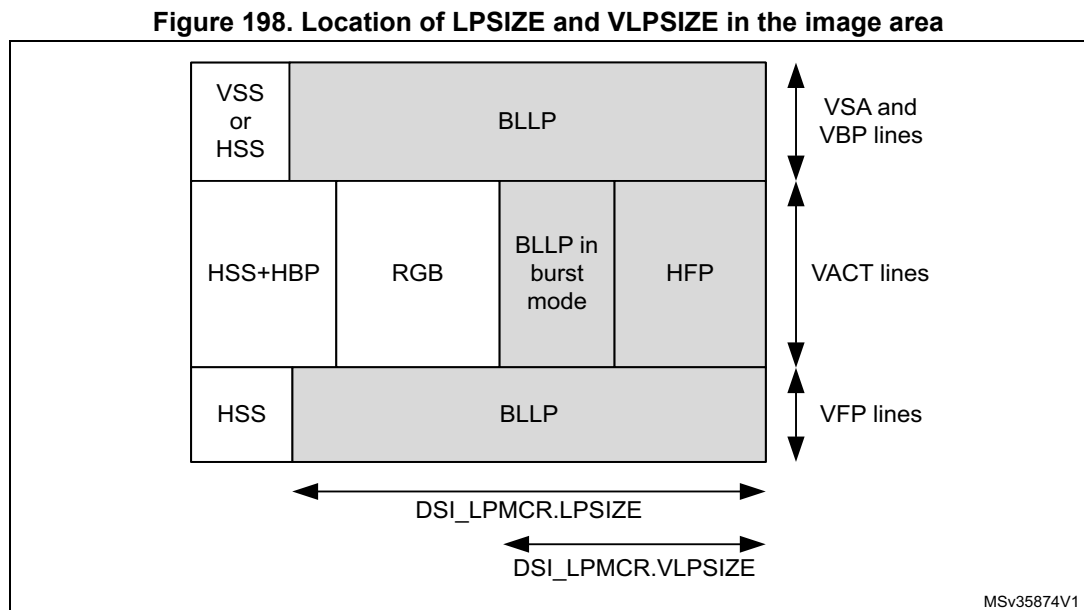 Figure 198. Location of LPSIZE and VLPSIZE in the image area
VSS
or
HSS
BLLP
VSA and
VBP lines
HSS+HBP
RGB
BLLP in
burst
mode
HFP
VACT lines
HSS
BLLP
VFP lines
DSI_LPMCR.LPSIZE
DSI_LPMCR.VLPSIZE
MSv35874V1